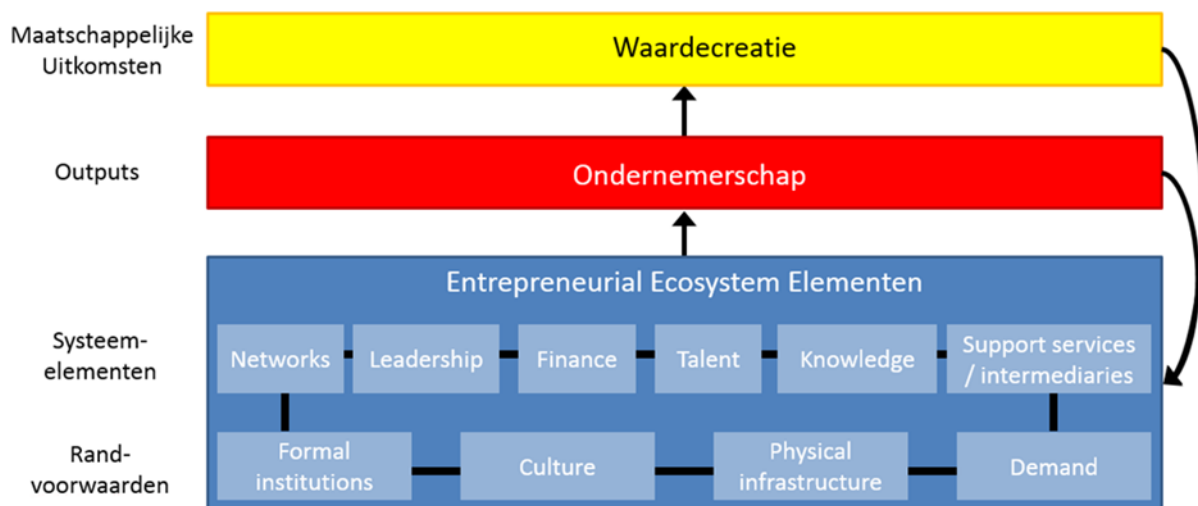 Maatschappelijke
Uitkomsten
Waardecreatie
Outputs
Ondernemerschap
Entrepreneurial Ecosystem Elementen
Systeem-
elementen
Networks
Leadership
Finance
Talent
Knowledge
Support services
/ intermediaries
Rand-
voorwaarden
Formal
institutions
Culture
Physical
infrastructure
Demand